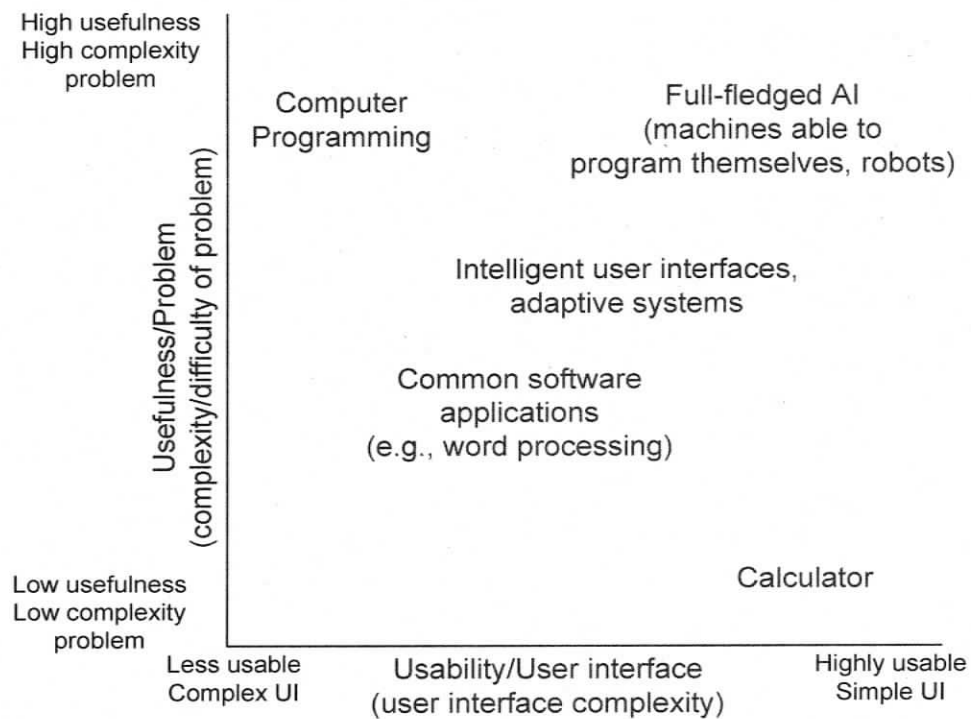 High usefulness
High complexity
problem
Computer
Programming
Full-fledged AI
(machines able to
program themselves, robots)
Usefulness/Problem
(complexity/difficulty of problem)
Intelligent user interfaces,
adaptive systems
Common software
applications
(e.g., word processing)
Calculator
Low usefulness
Low complexity
problem
Less usable
Complex UI
Usability/User interface
(user interface complexity)
Highly usable
Simple UI